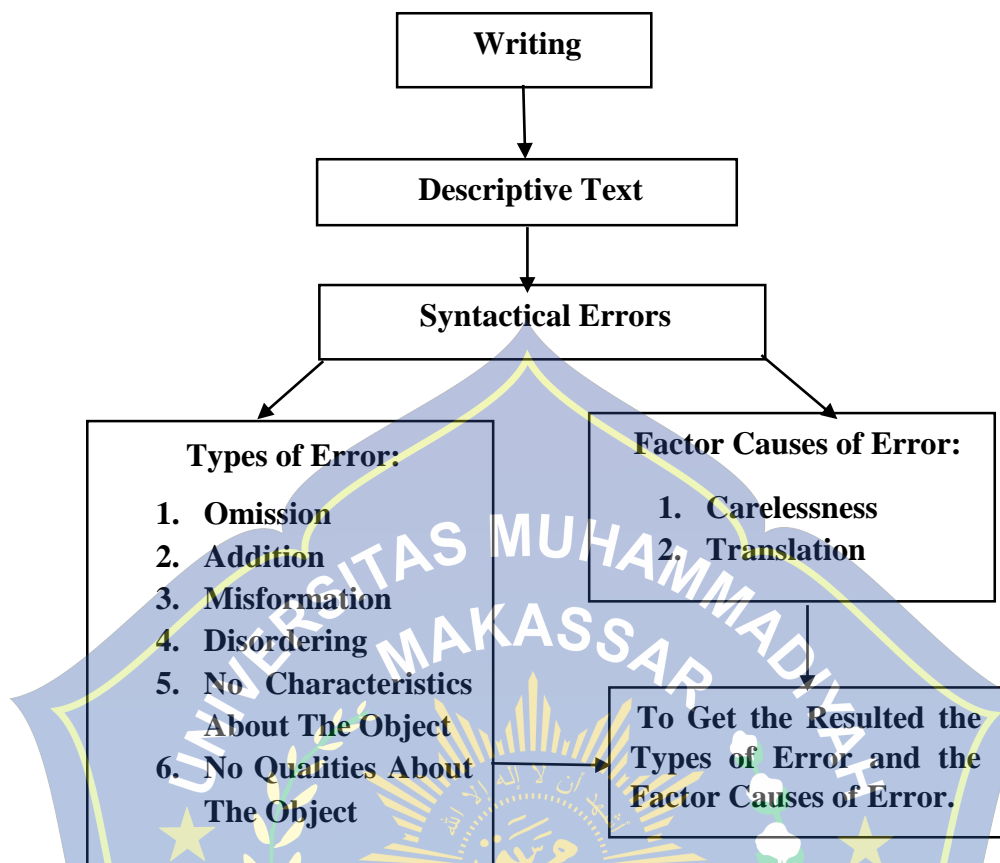 Writing
Descriptive Text
Syntactical Errors
Types of Error:
1. Omission
2. Addition
3. Misformation
4. Disordering
5. No Characteristics
About The Object
6. No Qualities About
The Object
Factor Causes of Error:
1. Carelessness
2. Translation
To Get the Resulted the
Types of Error and the
Factor Causes of Error.
UNIVERSITAS MUHAMMADIYAH
MAKASSAR